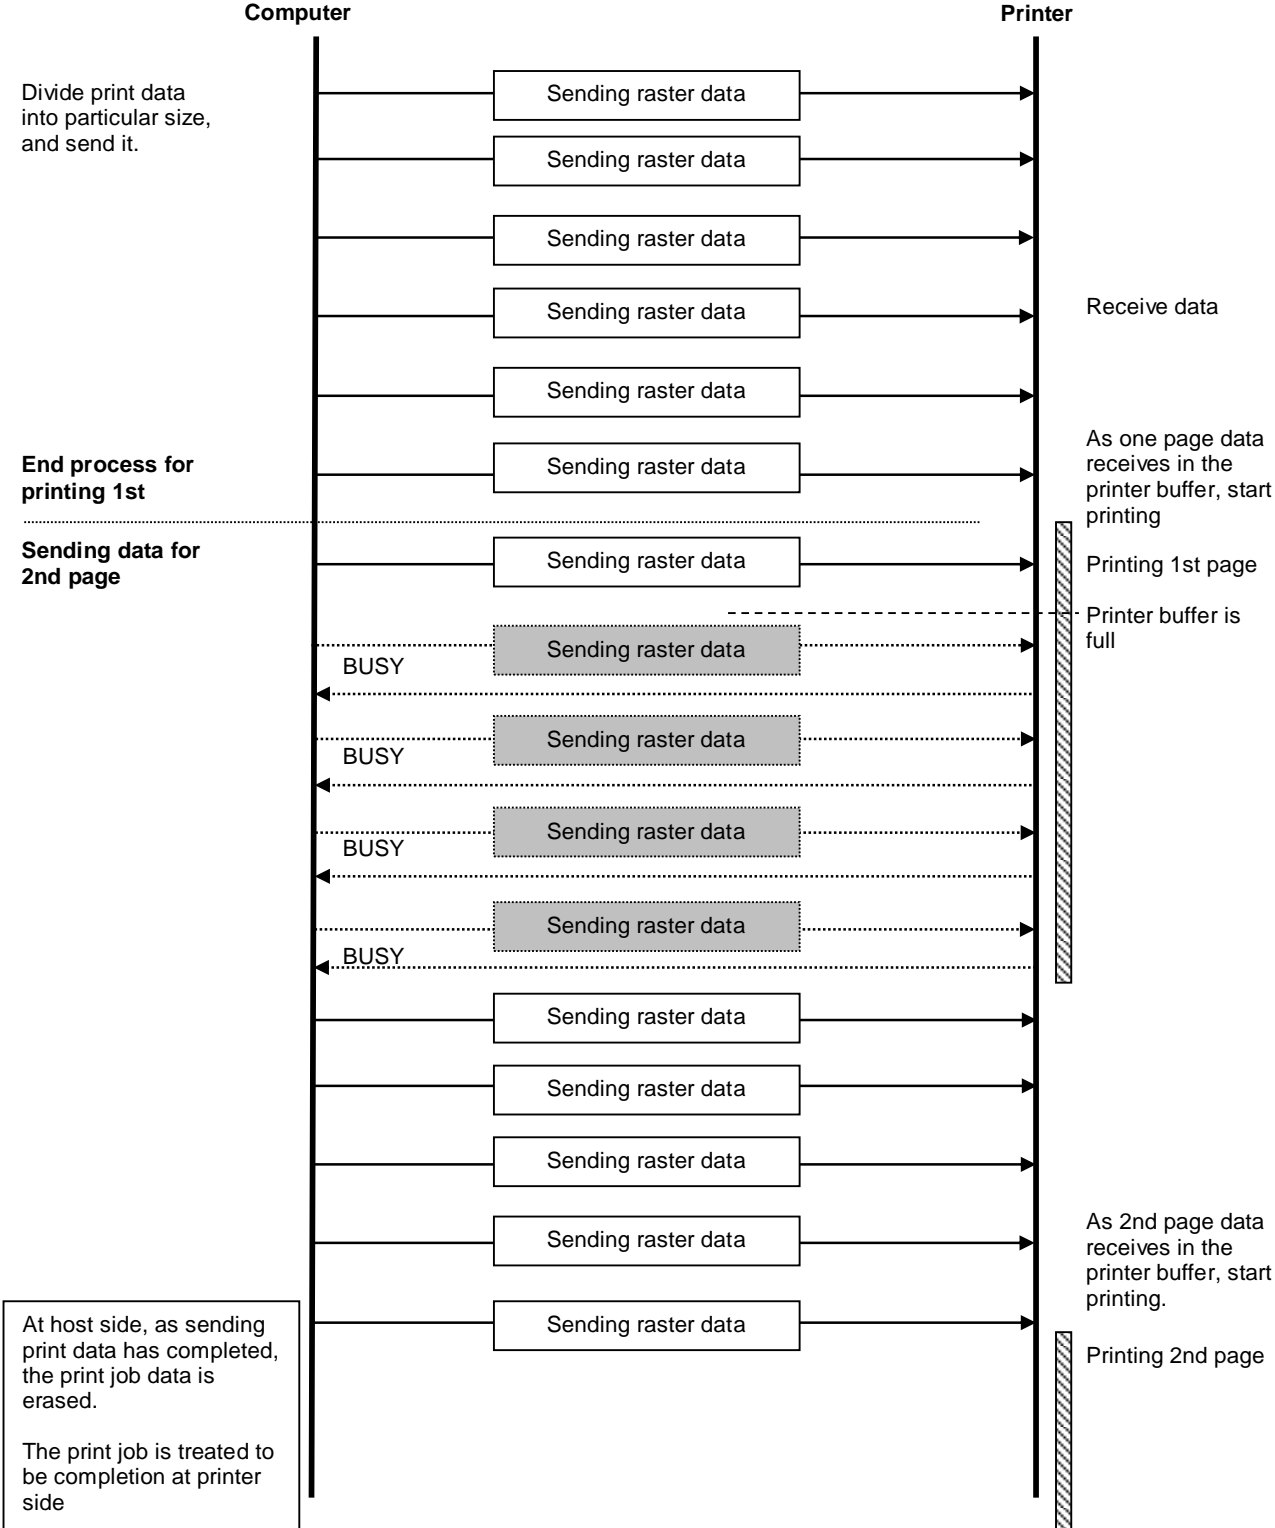 Computer
Printer
Divide print data
into particular size,
and send it.
Sending raster data
Sending raster data
Sending raster data
Sending raster data
Receive data
Sending raster data
End process for
printing 1st
Sending raster data
As one page data
receives in the
printer buffer, start
printing
Sending data for
2nd page
Sending raster data
Printing 1st page
Printer buffer is
full
Sending raster data
BUSY
Sending raster data
BUSY
Sending raster data
BUSY
Sending raster data
BUSY
Sending raster data
Sending raster data
Sending raster data
Sending raster data
As 2nd page data
receives in the
printer buffer, start
printing.
Sending raster data
Printing 2nd page
At host side, as sending
print data has completed,
the print job data is
erased.
The print job is treated to
be completion at printer
side